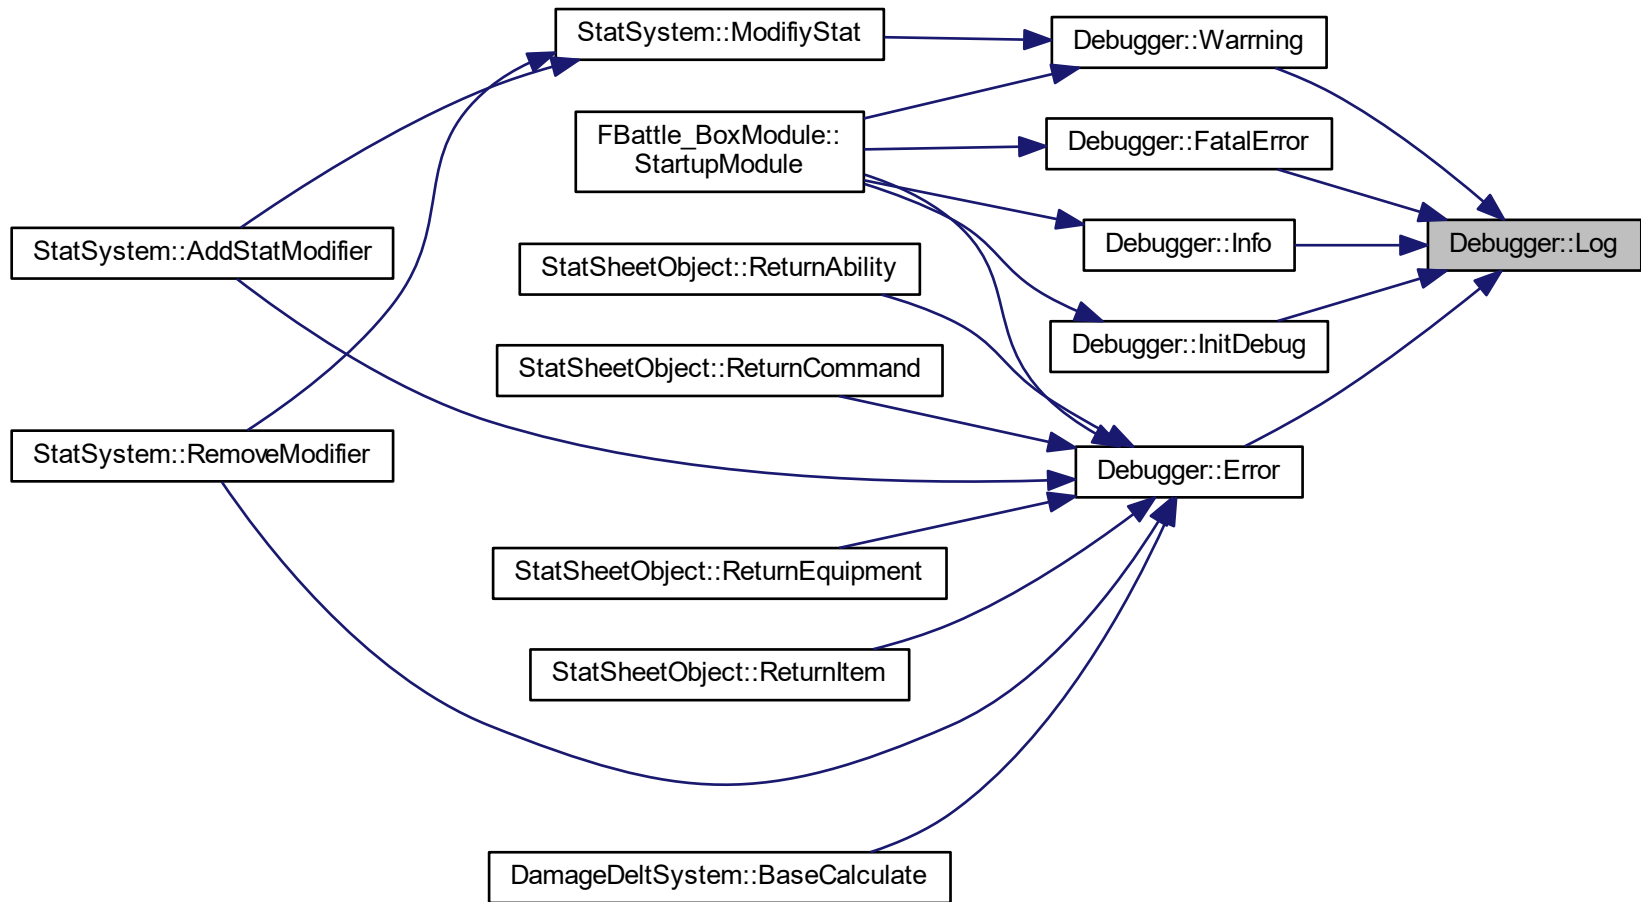 StatSystem::ModifiyStat
Debugger::Warrning
FBattle_BoxModule::
StartupModule
Debugger::FatalError
Debugger::Info
Debugger::Log
StatSystem::AddStatModifier
StatSheetObject::ReturnAbility
Debugger::InitDebug
StatSheetObject::ReturnCommand
StatSystem::RemoveModifier
Debugger::Error
StatSheetObject::ReturnEquipment
StatSheetObject::ReturnItem
DamageDeltSystem::BaseCalculate